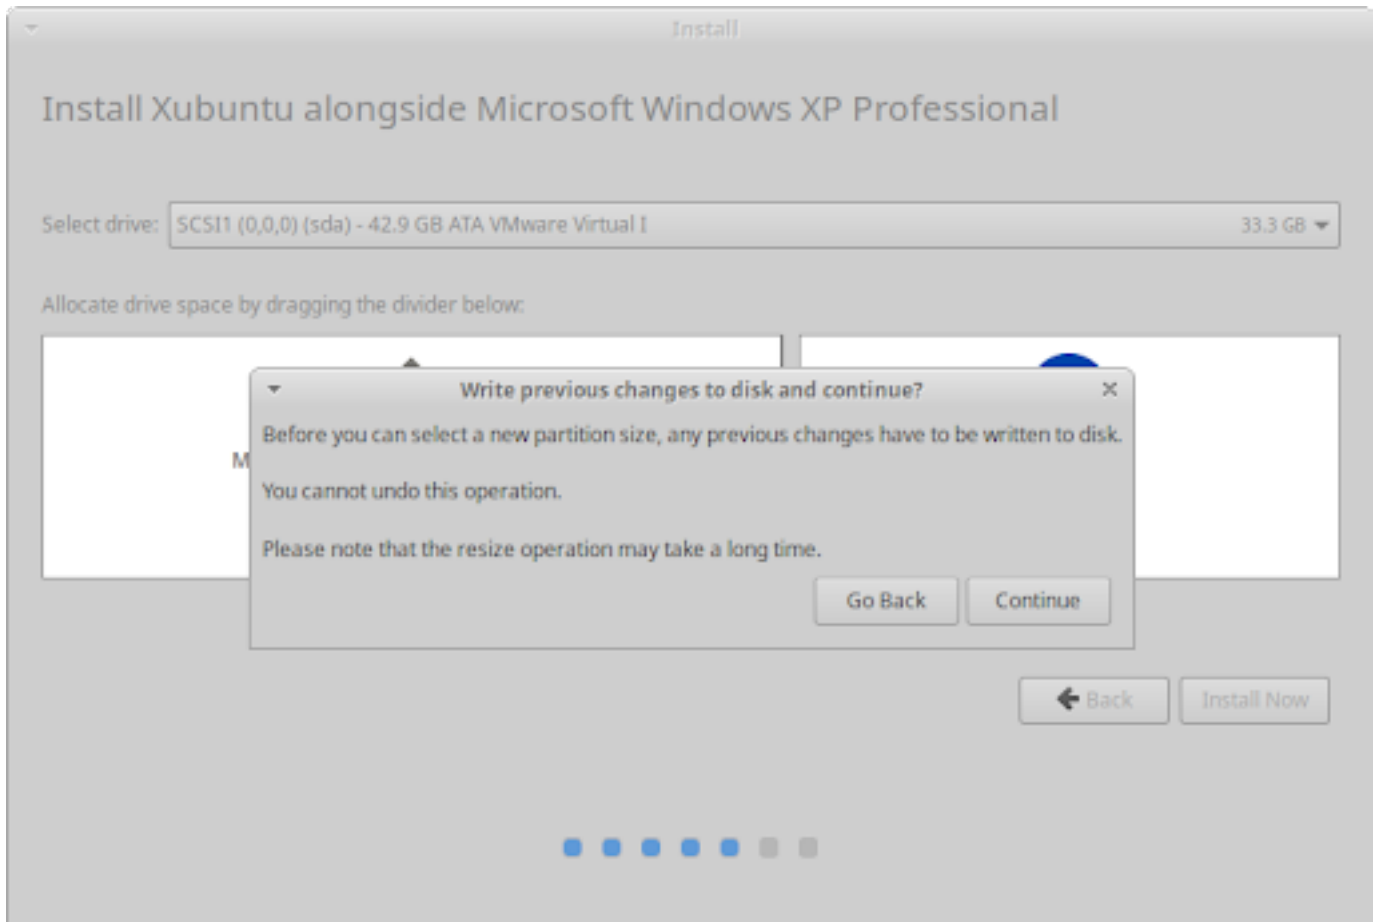 Install
Install Xubuntu alongside Microsoft Windows XP Professional
Select drive: SCSI1 (0,0,0) (sda) - 42.9 GB ATA VMware Virtual I 33.3 GB
Allocate drive space by dragging the divider below:
Write previous changes to disk and continue?
Before you can select a new partition size, any previous changes have to be written to disk.
M
You cannot undo this operation.
Please note that the resize operation may take a long time.
Go Back Continue
Back Install Now